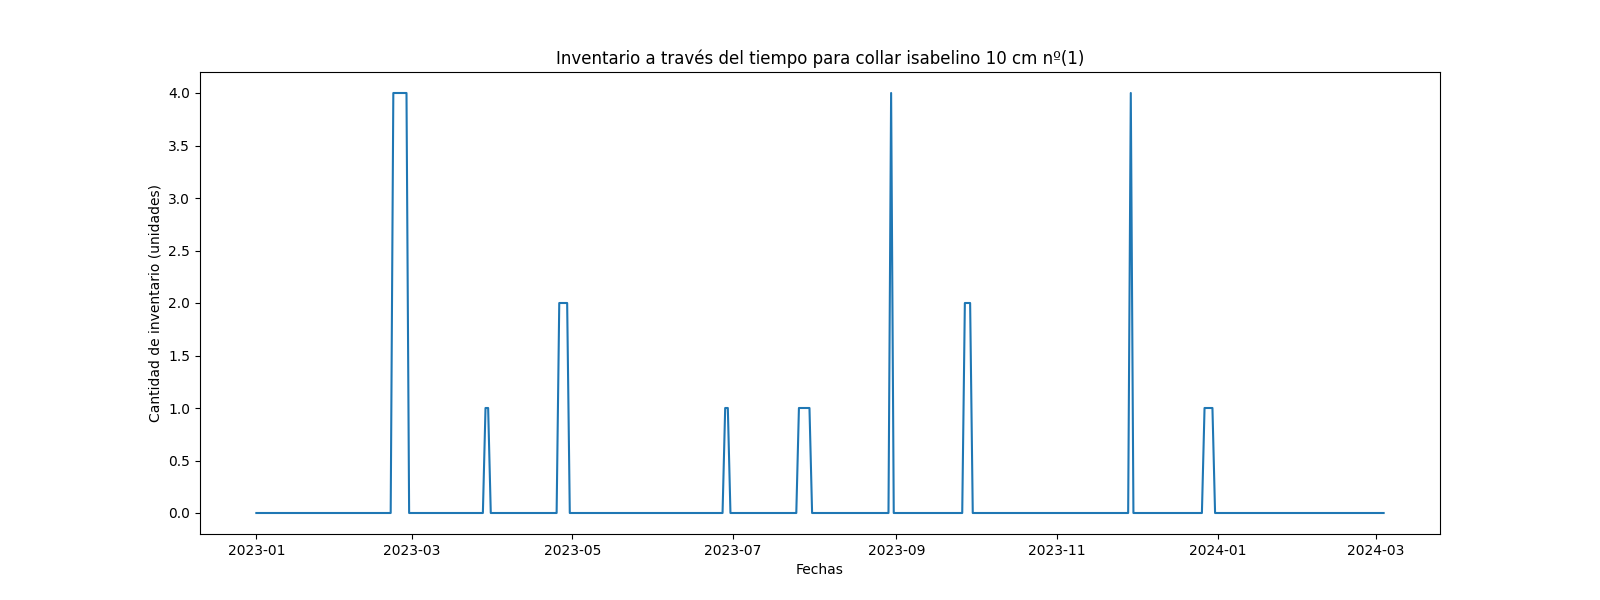 Inventario a través del tiempo para collar isabelino 10 cm nº(1)
Cantidad de inventario (unidades)
4.0
3.5
3.0
2.5
2.0
1.5
1.0
0.5
0.0
2023-01 2023-03 2023-05 2023-07 2023-09 2023-11 2024-01 2024-03
Fechas